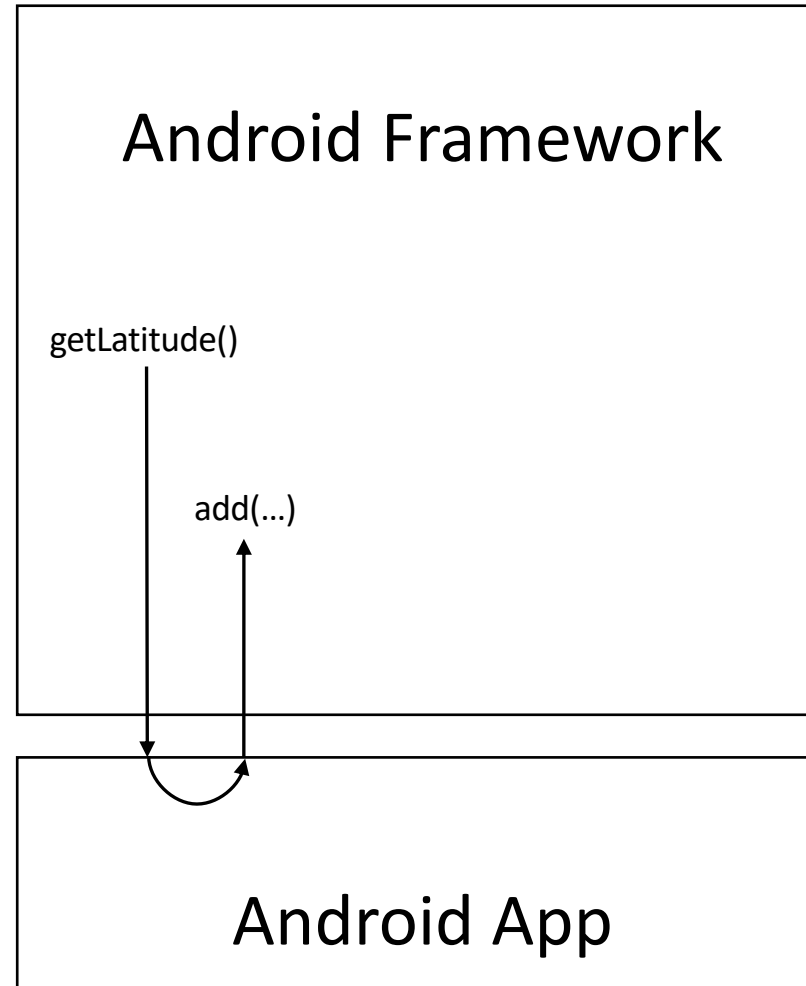 Android Framework
getLatitude()
add(...)
Android App